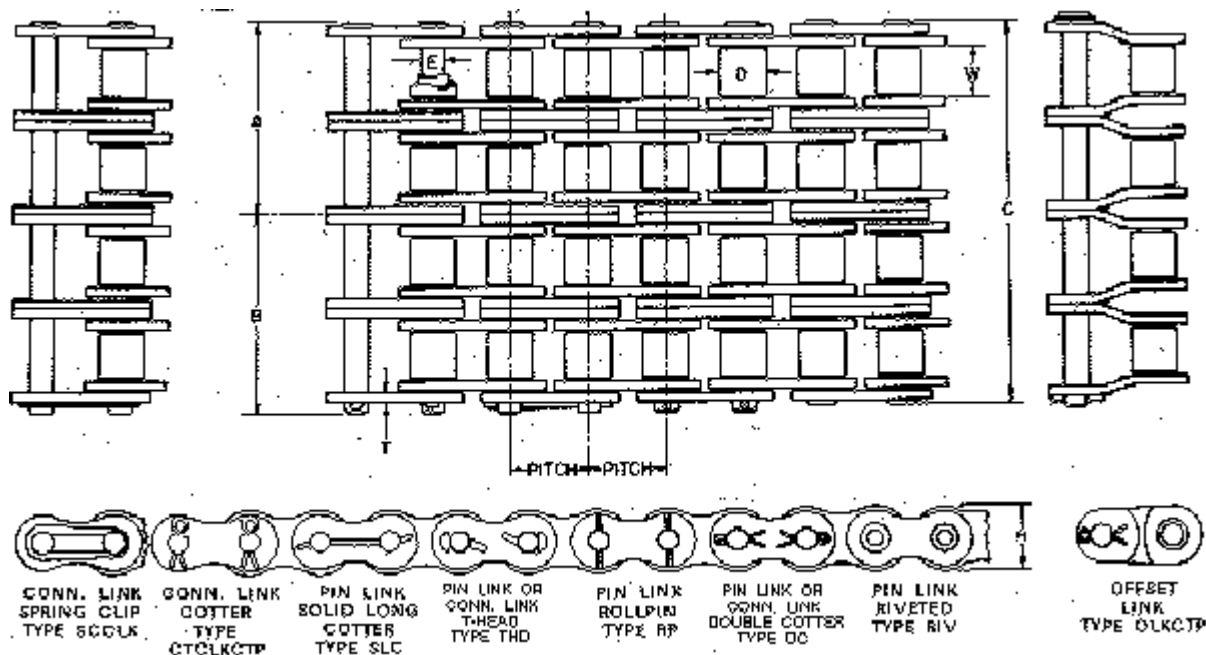 E
D
W
A
C
B
T
PITCH PITCH
CONN. LINK
SPRING CLIP
TYPE SCCLK
CONN. LINK
COTTER
TYPE
CTCLKCTP
PIN LINK
SOLID LONG
COTTER
TYPE SLC
PIN LINK OR
CONN. LINK
T-HEAD
TYPE THD
PIN LINK
ROLLPIN
TYPE RP
PIN LINK OR
CONN. LINK
DOUBLE COTTER
TYPE DC
PIN LINK
RIVETED
TYPE RIV
OFFSET
LINK
TYPE OLKCTP